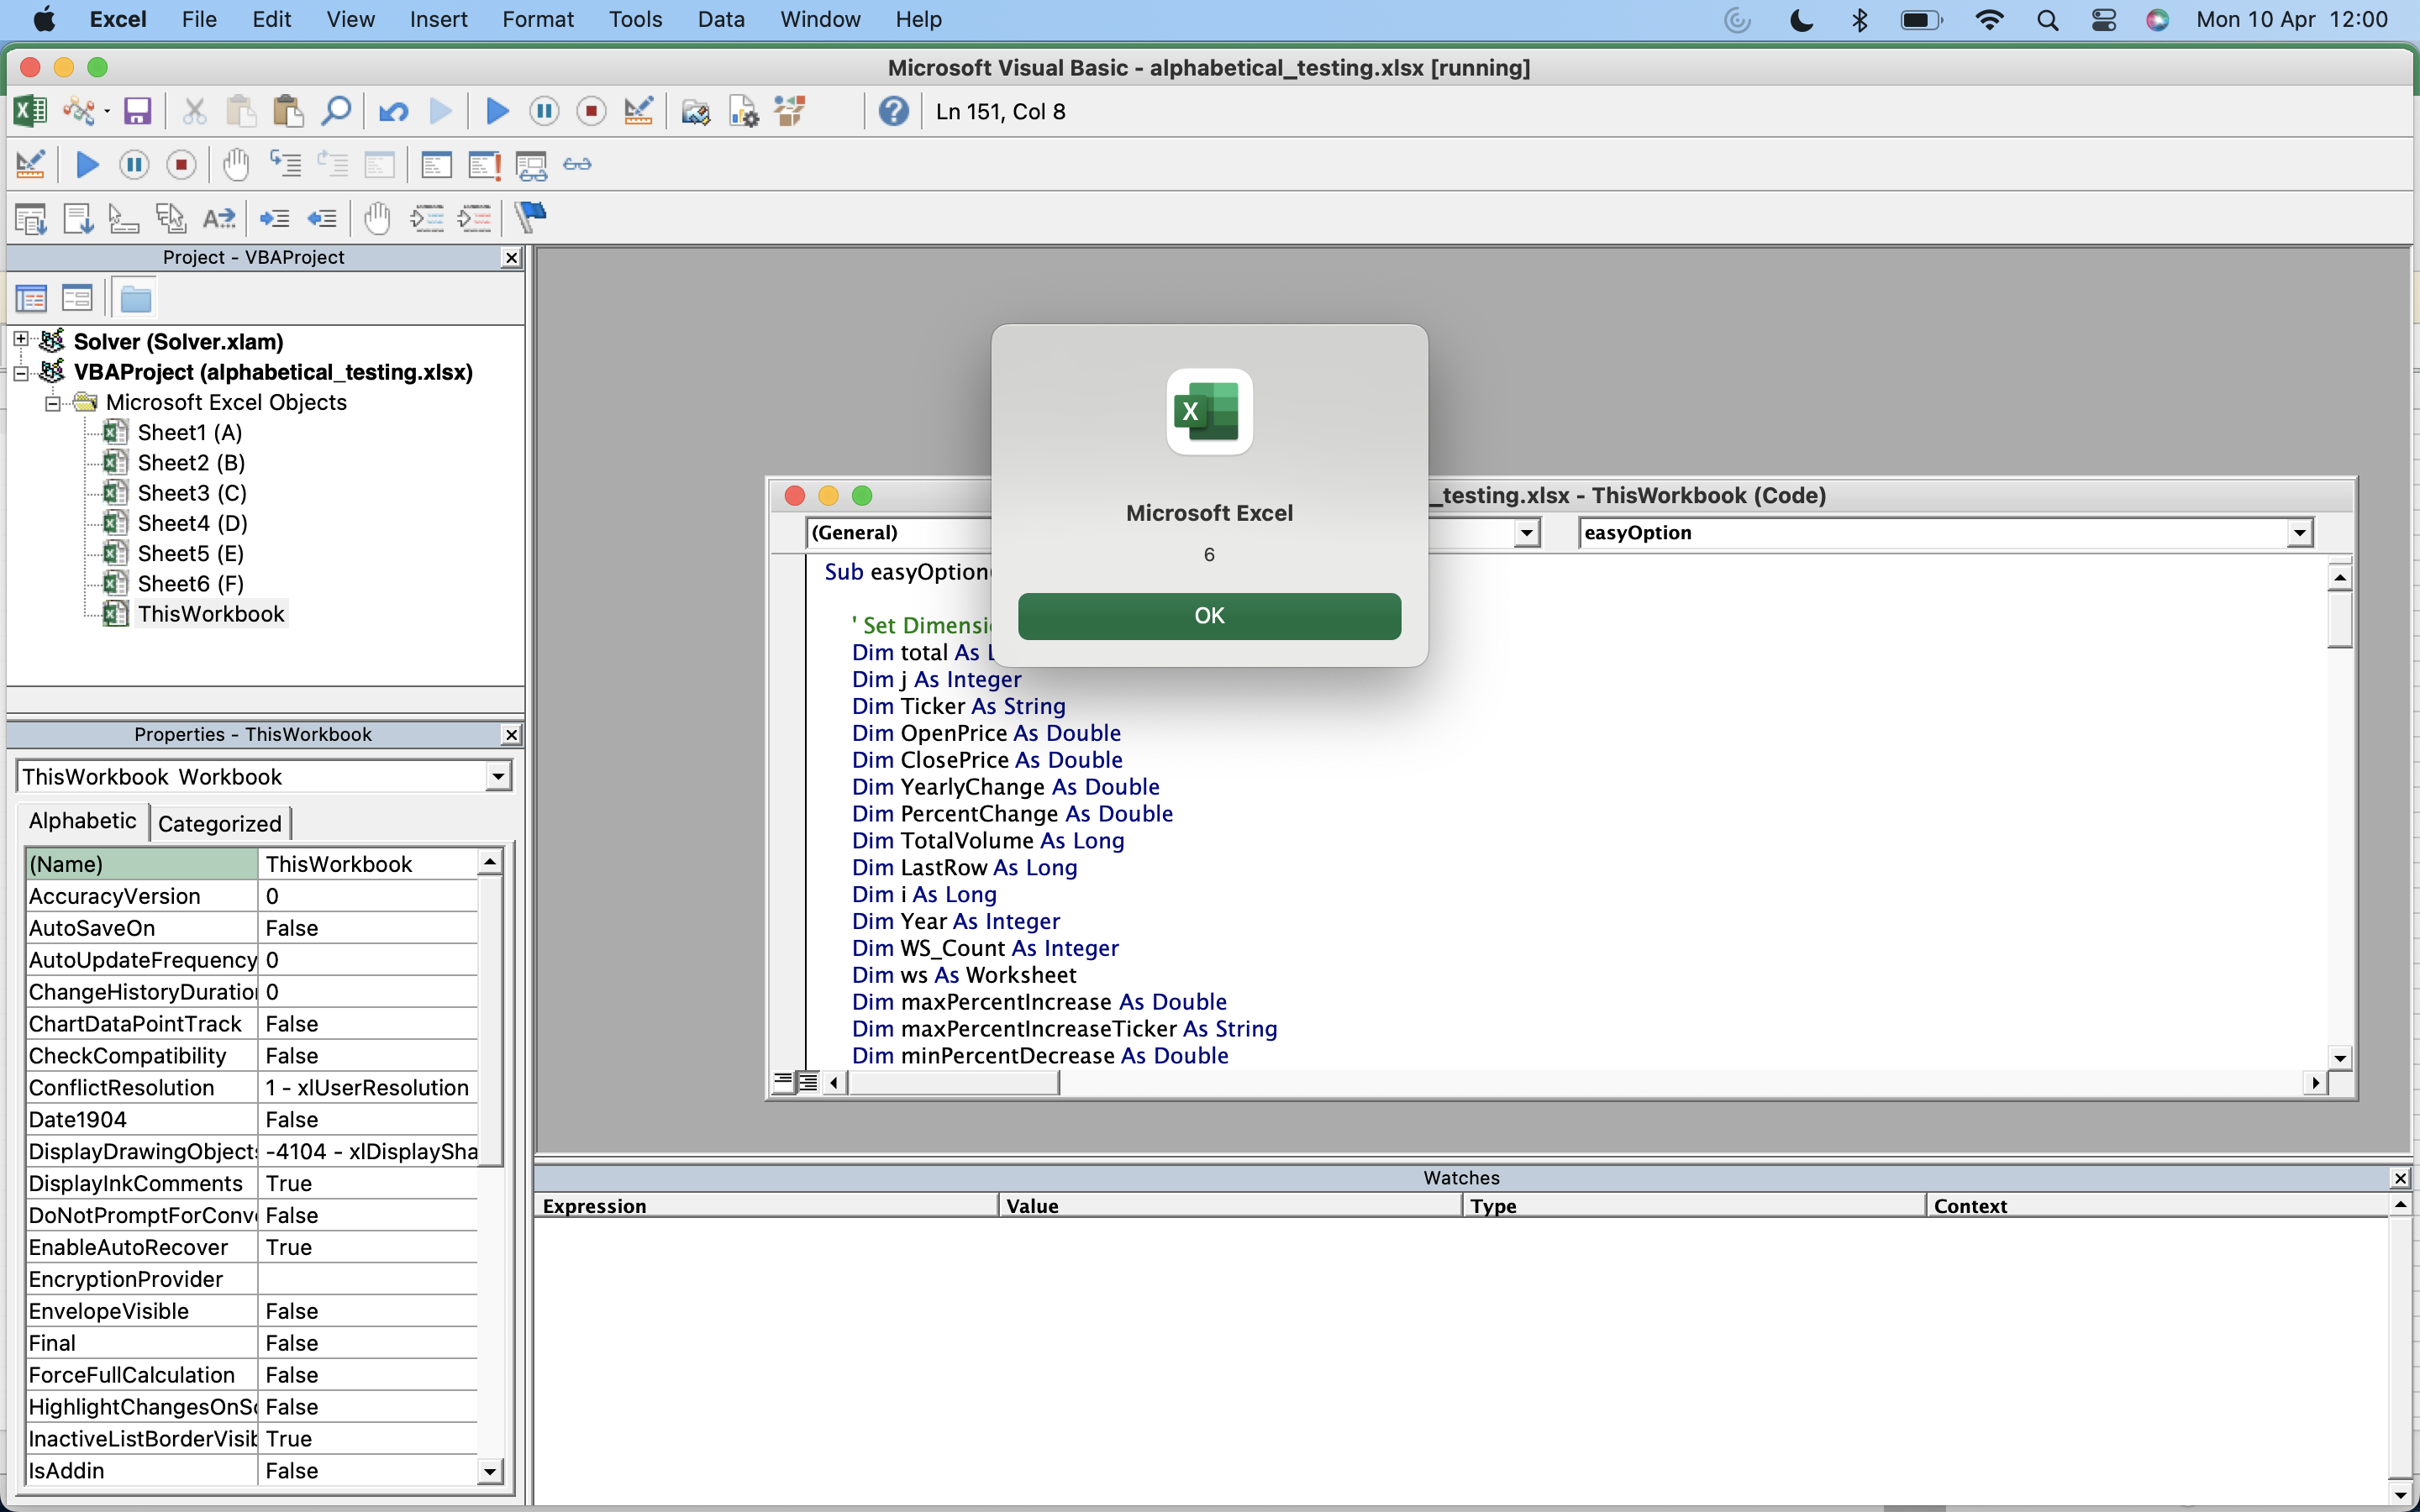 Excel File Edit View Insert Format Tools Data Window Help Mon 10 Apr 12:00
Microsoft Visual Basic - alphabetical_testing.xlsx [running]
Ln 151, Col 8
Project - VBAProject
Solver (Solver.xlam)
VBAProject (alphabetical_testing.xlsx)
Microsoft Excel Objects
Sheet1 (A)
Sheet2 (B)
Sheet3 (C)
Sheet4 (D)
Sheet5 (E)
Sheet6 (F)
ThisWorkbook
Properties - ThisWorkbook
ThisWorkbook Workbook
Alphabetic Categorized
(Name) ThisWorkbook
AccuracyVersion 0
AutoSaveOn False
AutoUpdateFrequency 0
ChangeHistoryDuration 0
ChartDataPointTrack False
CheckCompatibility False
ConflictResolution 1 - xlUserResolution
Date1904 False
DisplayDrawingObjects -4104 - xlDisplaySha
DisplayInkComments True
DoNotPromptForConv False
EnableAutoRecover True
EncryptionProvider
EnvelopeVisible False
Final False
ForceFullCalculation False
HighlightChangesOnSc False
InactiveListBorderVisib True
IsAddin False
Microsoft Excel
6
OK
_testing.xlsx - ThisWorkbook (Code)
(General) easyOption
Sub easyOption
' Set Dimensi
Dim total As
Dim j As Integer
Dim Ticker As String
Dim OpenPrice As Double
Dim ClosePrice As Double
Dim YearlyChange As Double
Dim PercentChange As Double
Dim TotalVolume As Long
Dim LastRow As Long
Dim i As Long
Dim Year As Integer
Dim WS_Count As Integer
Dim ws As Worksheet
Dim maxPercentIncrease As Double
Dim maxPercentIncreaseTicker As String
Dim minPercentDecrease As Double
Watches
Expression Value Type Context